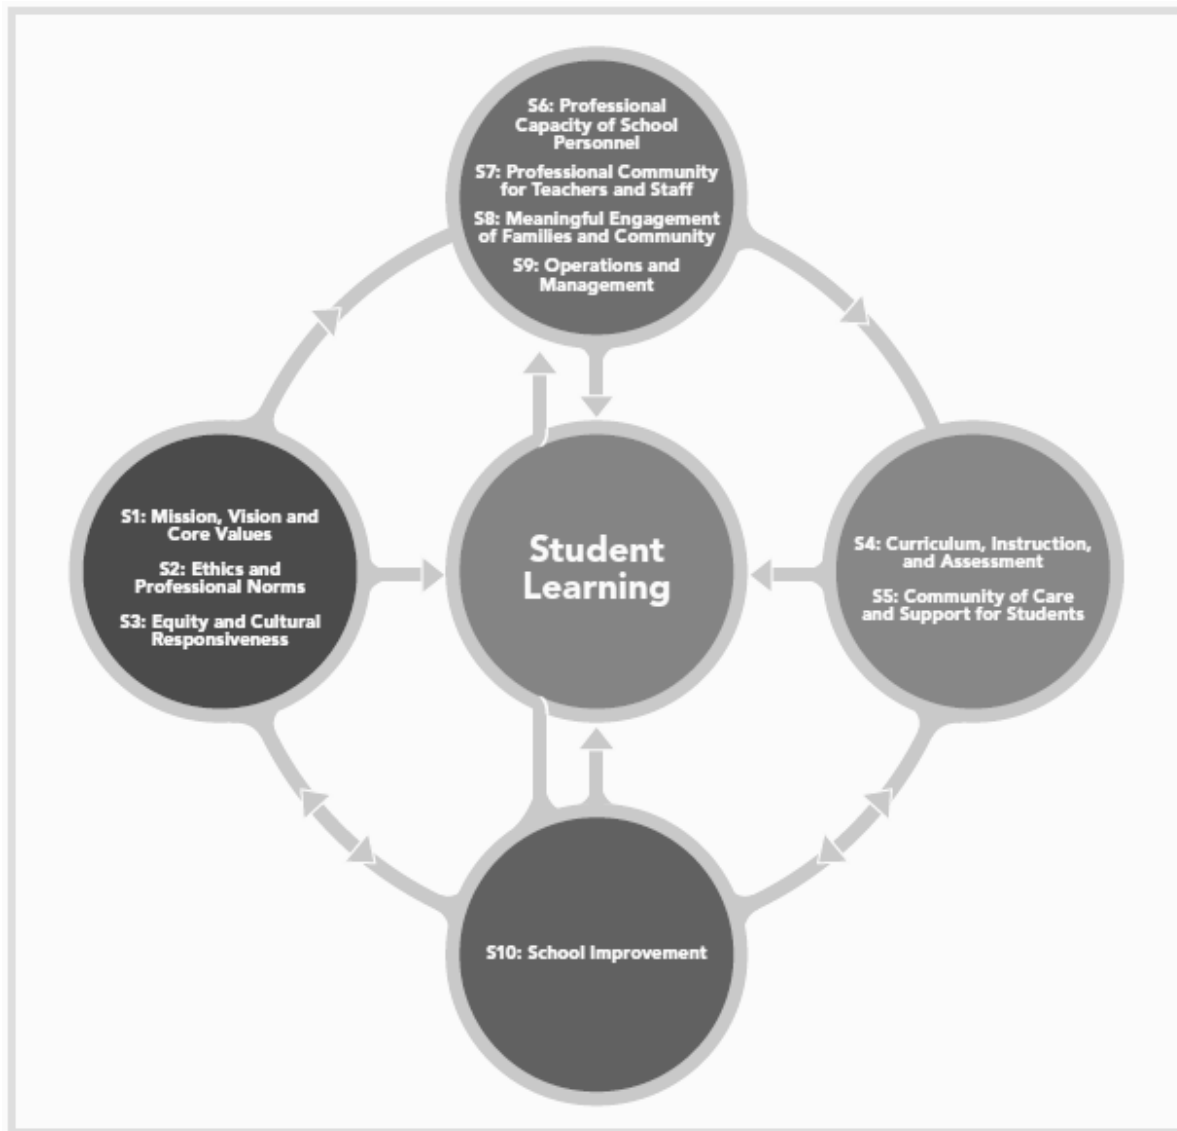 S6: Professional
Capacity of School
Personnel
S7: Professional Community
for Teachers and Staff
S8: Meaningful Engagement
of Families and Community
S9: Operations and
Management
S1: Mission, Vision and
Core Values
S2: Ethics and
Professional Norms
S3: Equity and Cultural
Responsiveness
Student
Learning
S4: Curriculum, Instruction,
and Assessment
S5: Community of Care
and Support for Students
S10: School Improvement